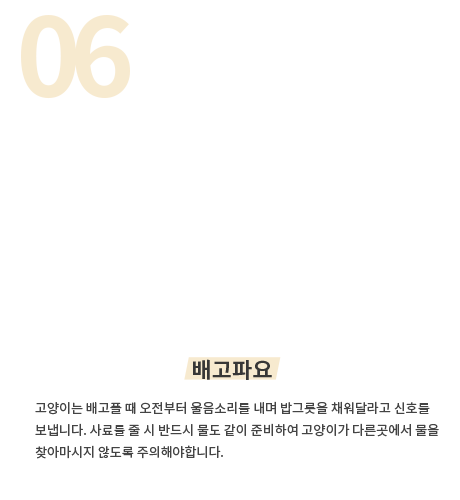 06
배고파요
고양이는 배고플 때 오전부터 울음소리를 내며 밥그릇을 채워달라고 신호를
보냅니다. 사료를 줄 시 반드시 물도 같이 준비하여 고양이가 다른곳에서 물을
찾아마시지 않도록 주의해야합니다.